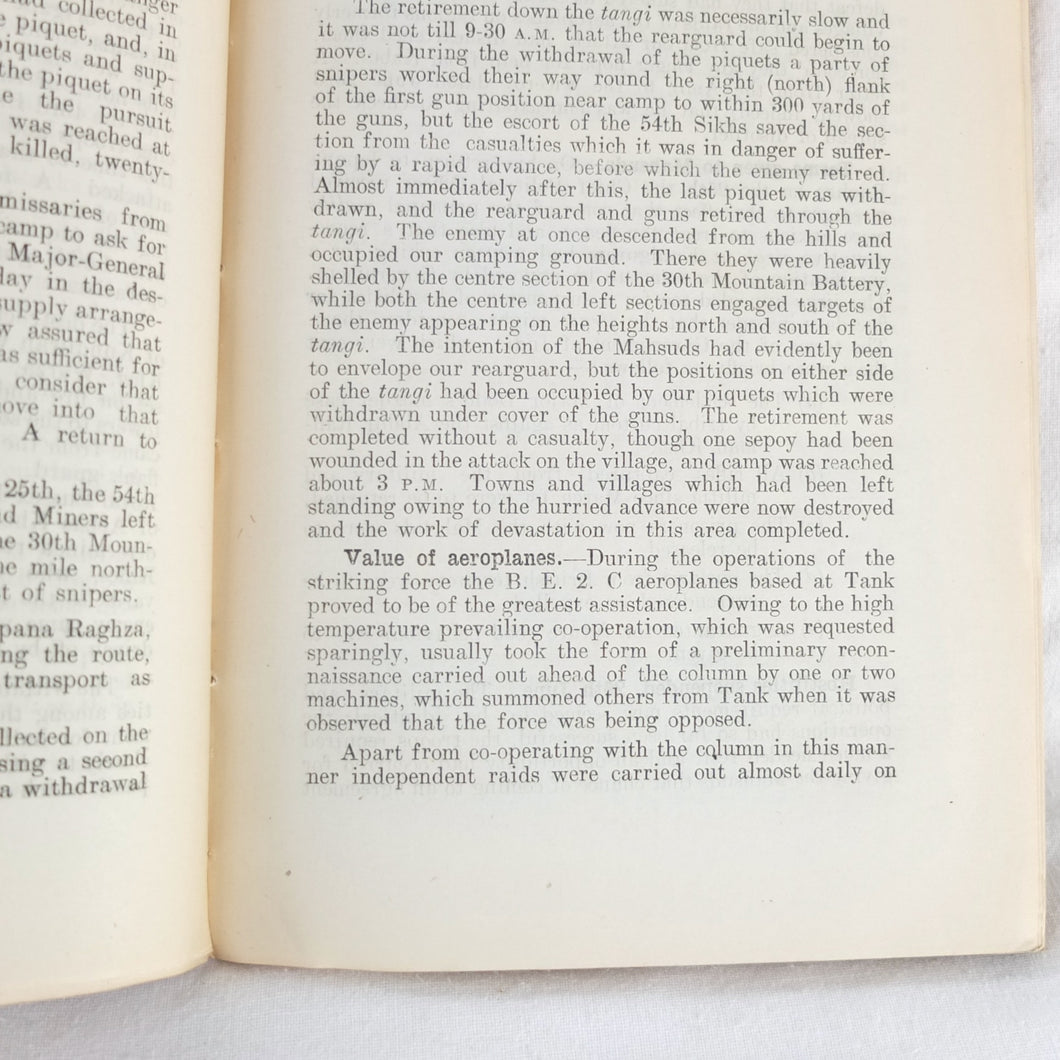 collected in
piquet, and, in
piquets and sup-
the piquet on its
the pursuit
was reached at
killed, twenty-
missaries from
camp to ask for
Major-General
day in the des-
supply arrange-
assured that
as sufficient for
consider that
ove into that
A return to
25th, the 54th
d Miners left
30th Moun-
mile north-
t of snipers.
pana Raghza,
ng the route,
transport as
llected on the
sing a second
a withdrawal
The retirement down the tangi was necessarily slow and
it was not till 9-30 A.M. that the rearguard could begin to
move. During the withdrawal of the piquets a party of
snipers worked their way round the right (north) flank
of the first gun position near camp to within 300 yards of
the guns, but the escort of the 54th Sikhs saved the sec-
tion from the casualties which it was in danger of suffer-
ing by a rapid advance, before which the enemy retired.
Almost immediately after this, the last piquet was with-
drawn, and the rearguard and guns retired through the
tangi. The enemy at once descended from the hills and
occupied our camping ground. There they were heavily
shelled by the centre section of the 30th Mountain Battery,
while both the centre and left sections engaged targets of
the enemy appearing on the heights north and south of the
tangi. The intention of the Mahsuds had evidently been
to envelope our rearguard, but the positions on either side
of the tangi had been occupied by our piquets which were
withdrawn under cover of the guns. The retirement was
completed without a casualty, though one sepoy had been
wounded in the attack on the village, and camp was reached
about 3 P.M. Towns and villages which had been left
standing owing to the hurried advance were now destroyed
and the work of devastation in this area completed.
Value of aeroplanes.—During the operations of the
striking force the B. E. 2. C aeroplanes based at Tank
proved to be of the greatest assistance. Owing to the high
temperature prevailing co-operation, which was requested
sparingly, usually took the form of a preliminary recon-
naissance carried out ahead of the column by one or two
machines, which summoned others from Tank when it was
observed that the force was being opposed.
Apart from co-operating with the column in this man-
ner independent raids were carried out almost daily on